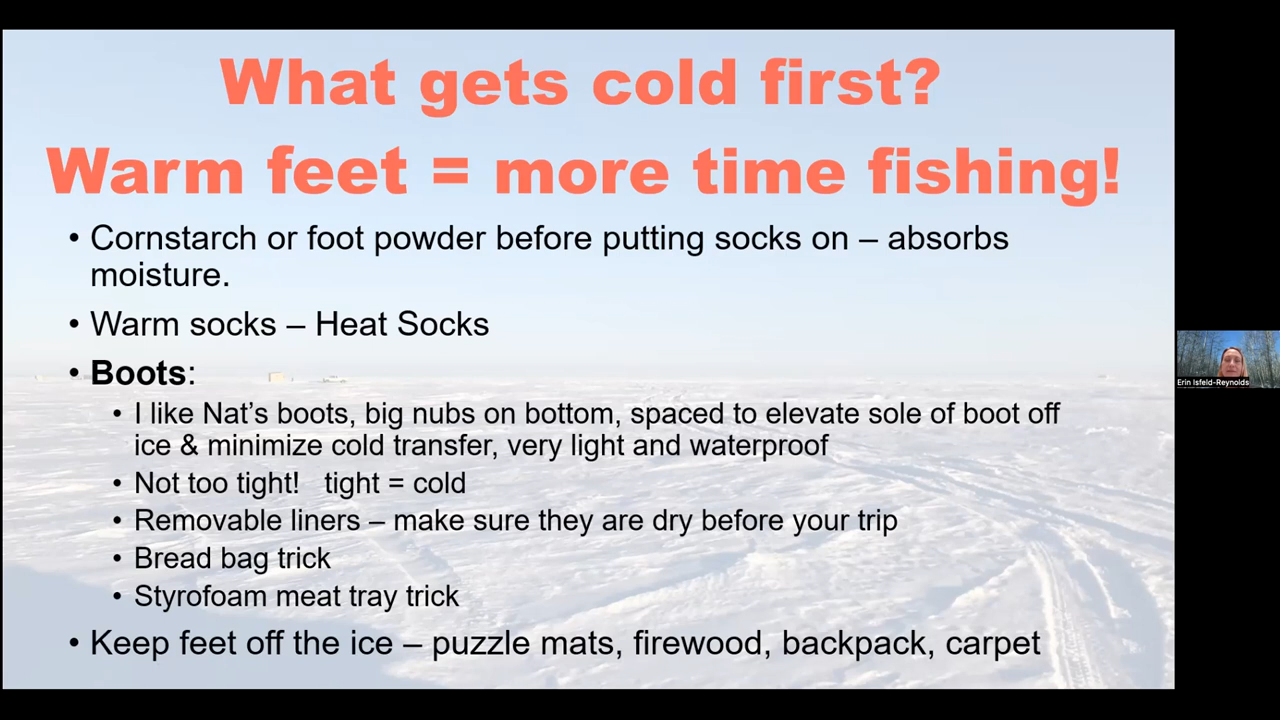 What gets cold first?
Warm feet = more time fishing!
• Cornstarch or foot powder before putting socks on – absorbs
moisture.
• Warm socks – Heat Socks
• Boots:
• I like Nat's boots, big nubs on bottom, spaced to elevate sole of boot off
ice & minimize cold transfer, very light and waterproof
• Not too tight! tight = cold
• Removable liners – make sure they are dry before your trip
• Bread bag trick
• Styrofoam meat tray trick
• Keep feet off the ice – puzzle mats, firewood, backpack, carpet
Erin Isfeld-Reynolds